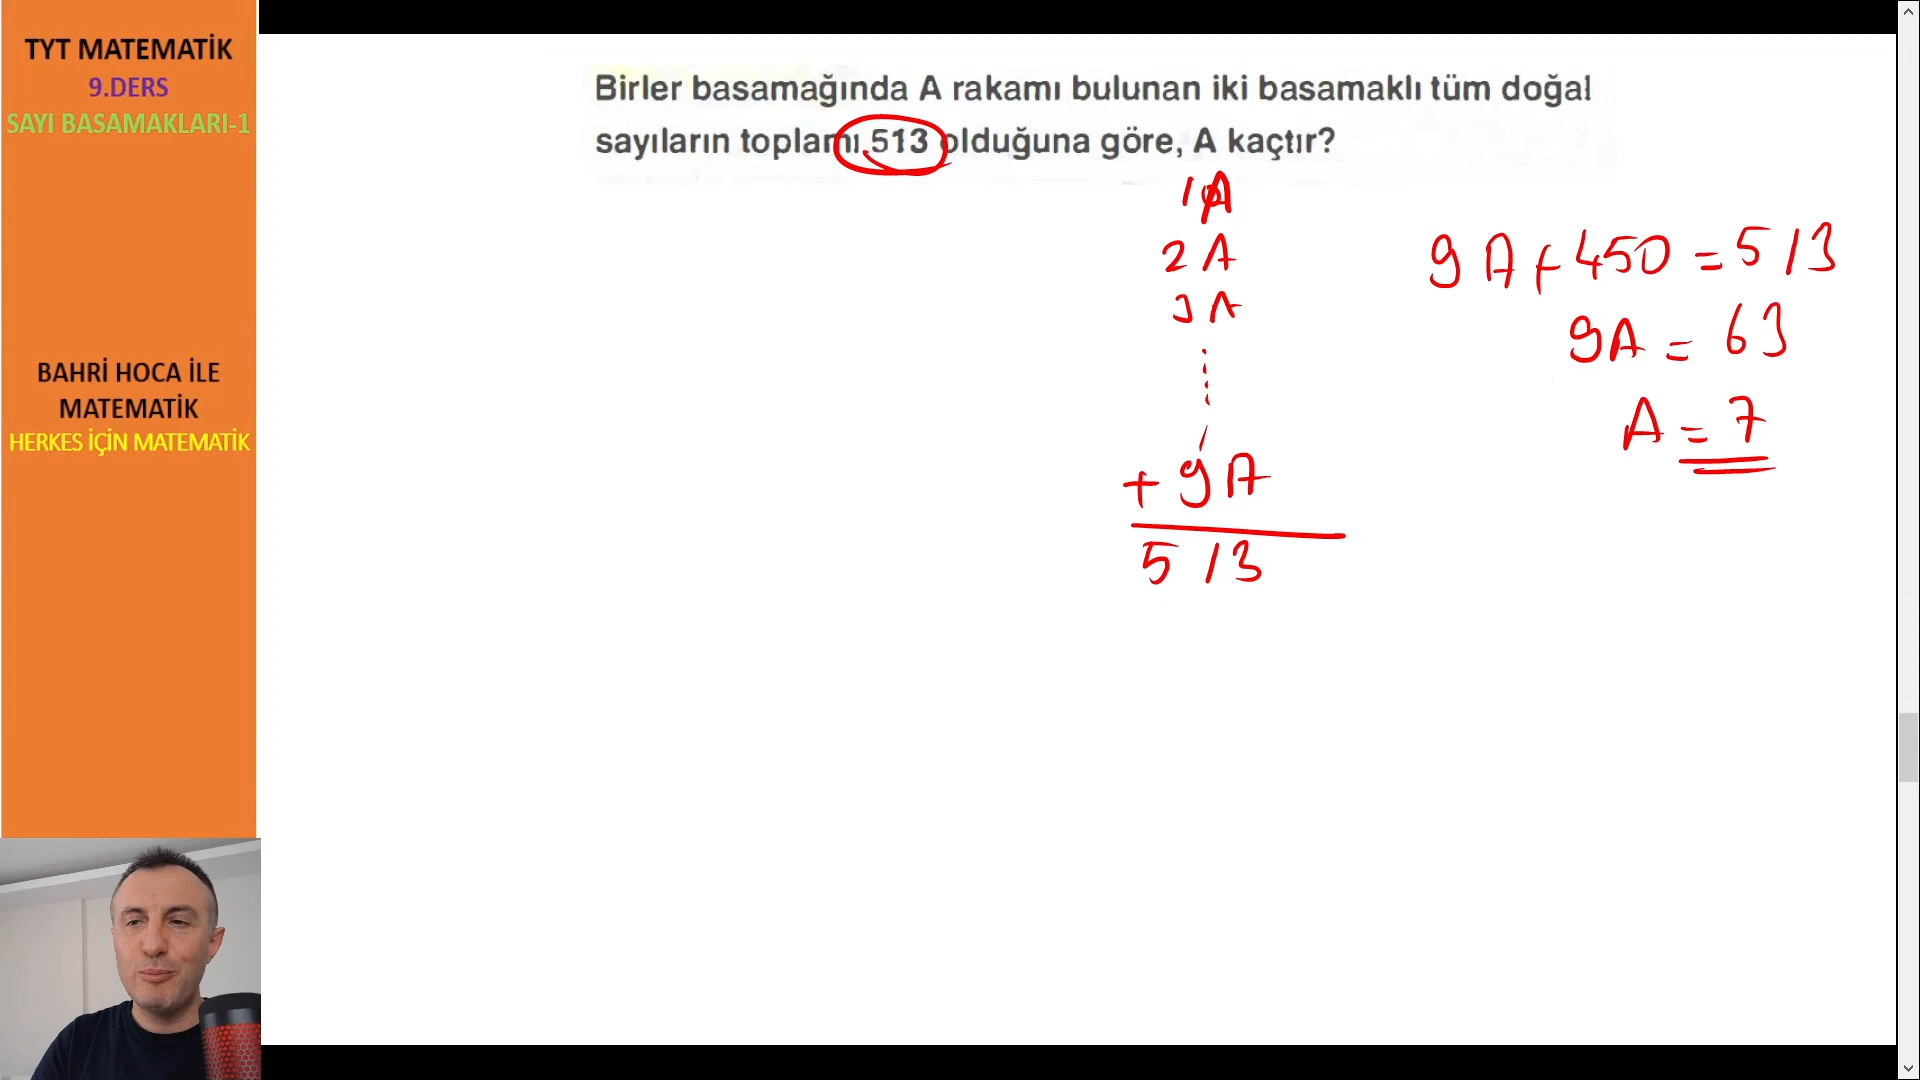 TYT MATEMATİK
9.DERS
SAYI BASAMAKLARI-1
BAHRİ HOCA İLE
MATEMATİK
HERKES İÇİN MATEMATİK
Birler basamağında A rakamı bulunan iki basamaklı tüm doğal
sayıların toplamı 513 olduğuna göre, A kaçtır?
1A
2A
3A
+ 9A
513
9A + 450 = 513
9A = 63
A = 7